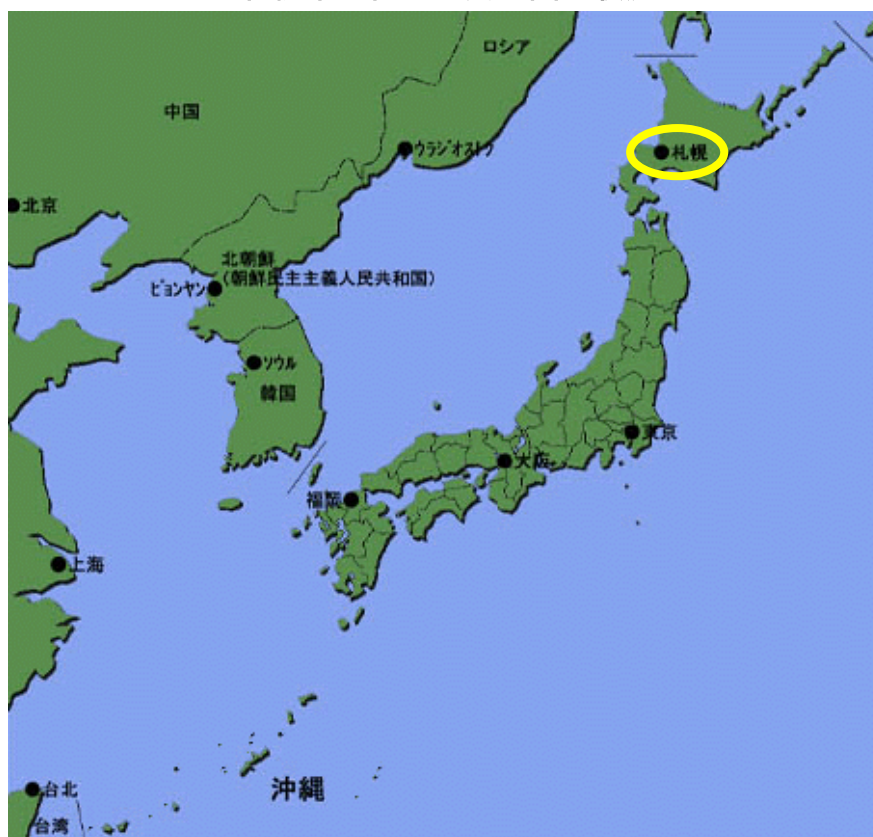 ロシア
中国
ウラジオストク
札幌
北京
北朝鮮
(朝鮮民主主義人民共和国)
ピョンヤン
ソウル
韓国
東京
大阪
福岡
上海
沖縄
台北
台湾